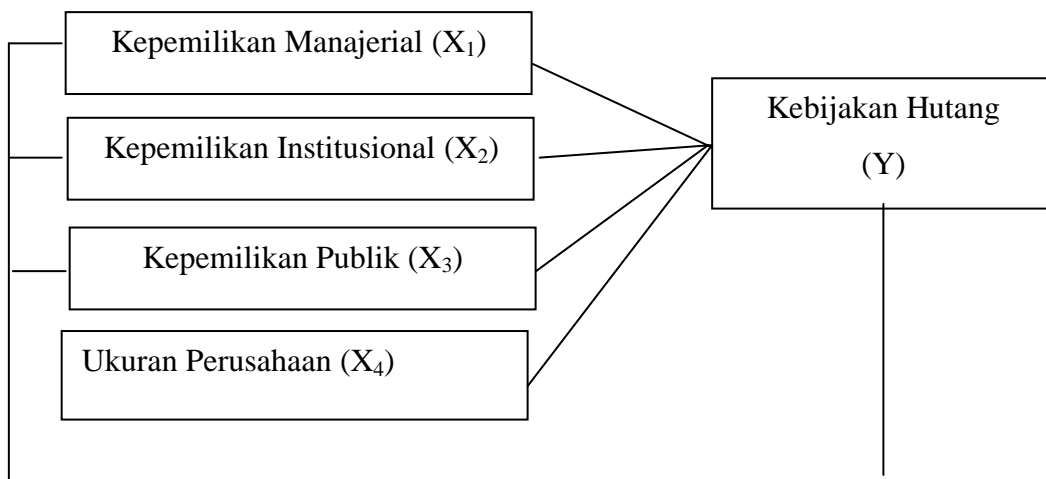 Kepemilikan Manajerial (X₁)
Kepemilikan Institusional (X₂)
Kepemilikan Publik (X₃)
Ukuran Perusahaan (X₄)
Kebijakan Hutang
(Y)